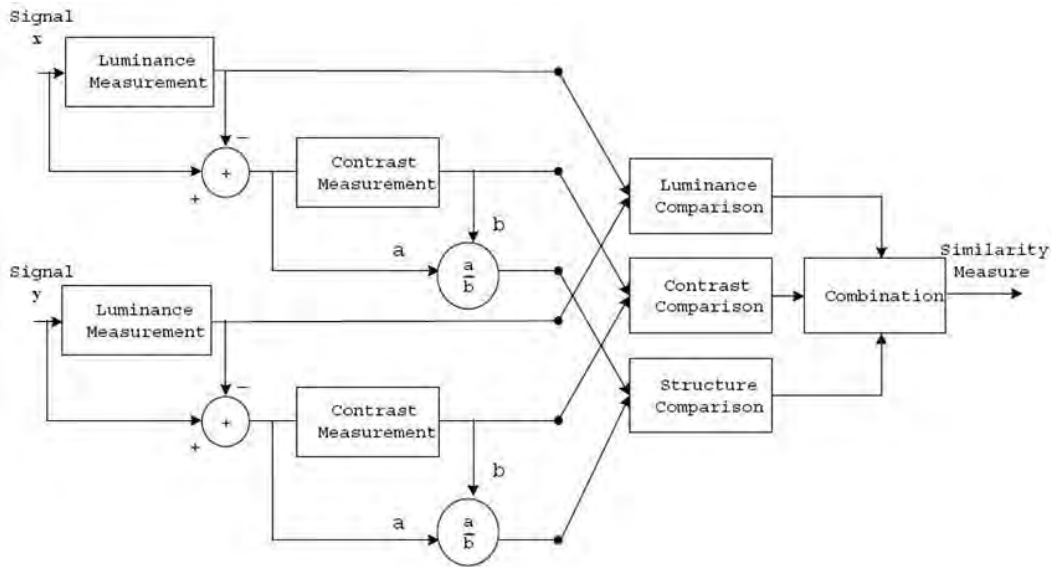 Signal
x
Luminance
Measurement
−
+
+
Contrast
Measurement
b
a
a
b
Signal
y
Luminance
Measurement
−
+
+
Contrast
Measurement
b
a
a
b
Luminance
Comparison
Contrast
Comparison
Structure
Comparison
Combination
Similarity
Measure